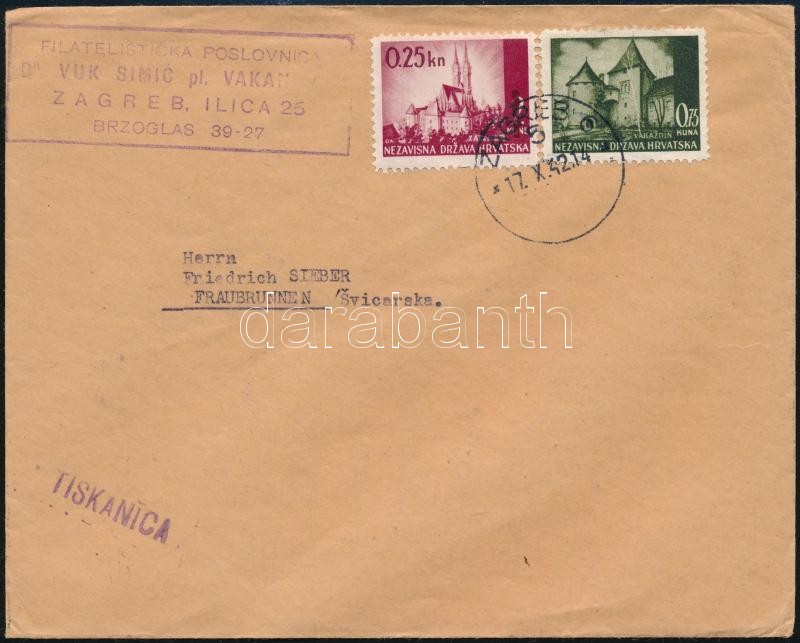 FILATELISTIČKA POSLOVNICA
Dr VUK SIMIĆ pl. VAKAN
ZAGREB, ILICA 25
BRZOGLAS 39-27
0.25 kn
NEZAVISNA DRŽAVA HRVATSKA
VARAŽDIN
0,75
KUNA
NEZAVISNA DRŽAVA HRVATSKA
ZAGREB 6
* 17. X.42.14
Herrn
Friedrich SIEBER
FRAUBRUNNEN /Švicarska.
darabanth
TISKANICA